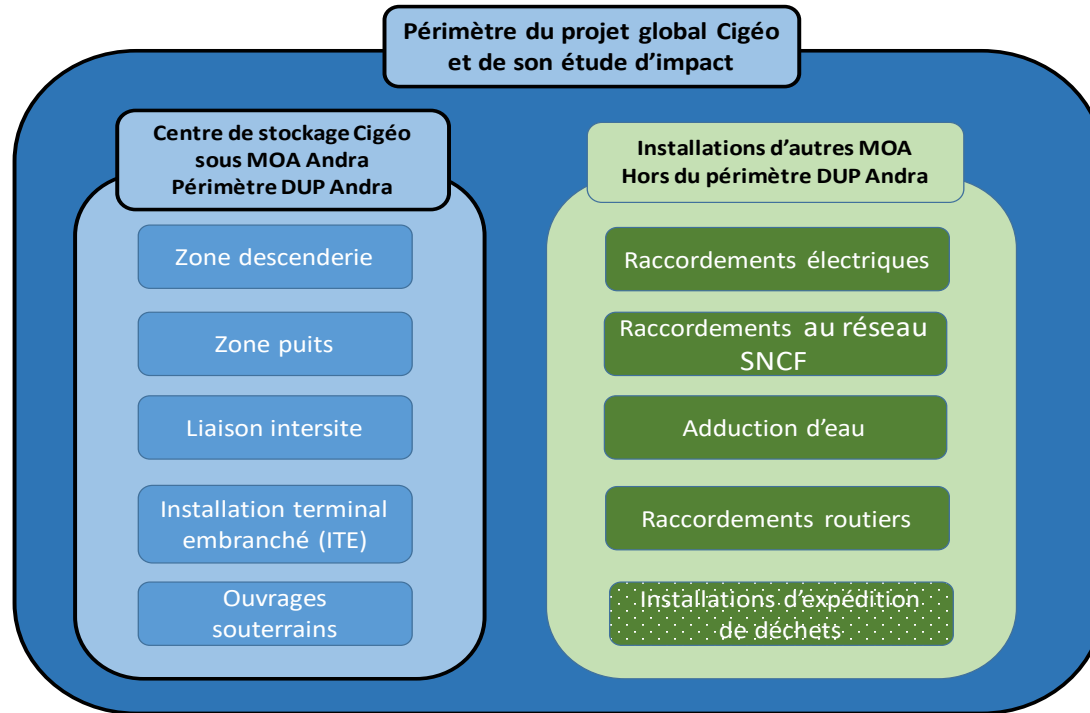 Périmètre du projet global Cigéo
et de son étude d'impact
Centre de stockage Cigéo
sous MOA Andra
Périmètre DUP Andra
Zone descenderie
Zone puits
Liaison intersite
Installation terminal
embranché (ITE)
Ouvrages
souterrains
Installations d'autres MOA
Hors du périmètre DUP Andra
Raccordements électriques
Raccordements au réseau
SNCF
Adduction d'eau
Raccordements routiers
Installations d'expédition
de déchets